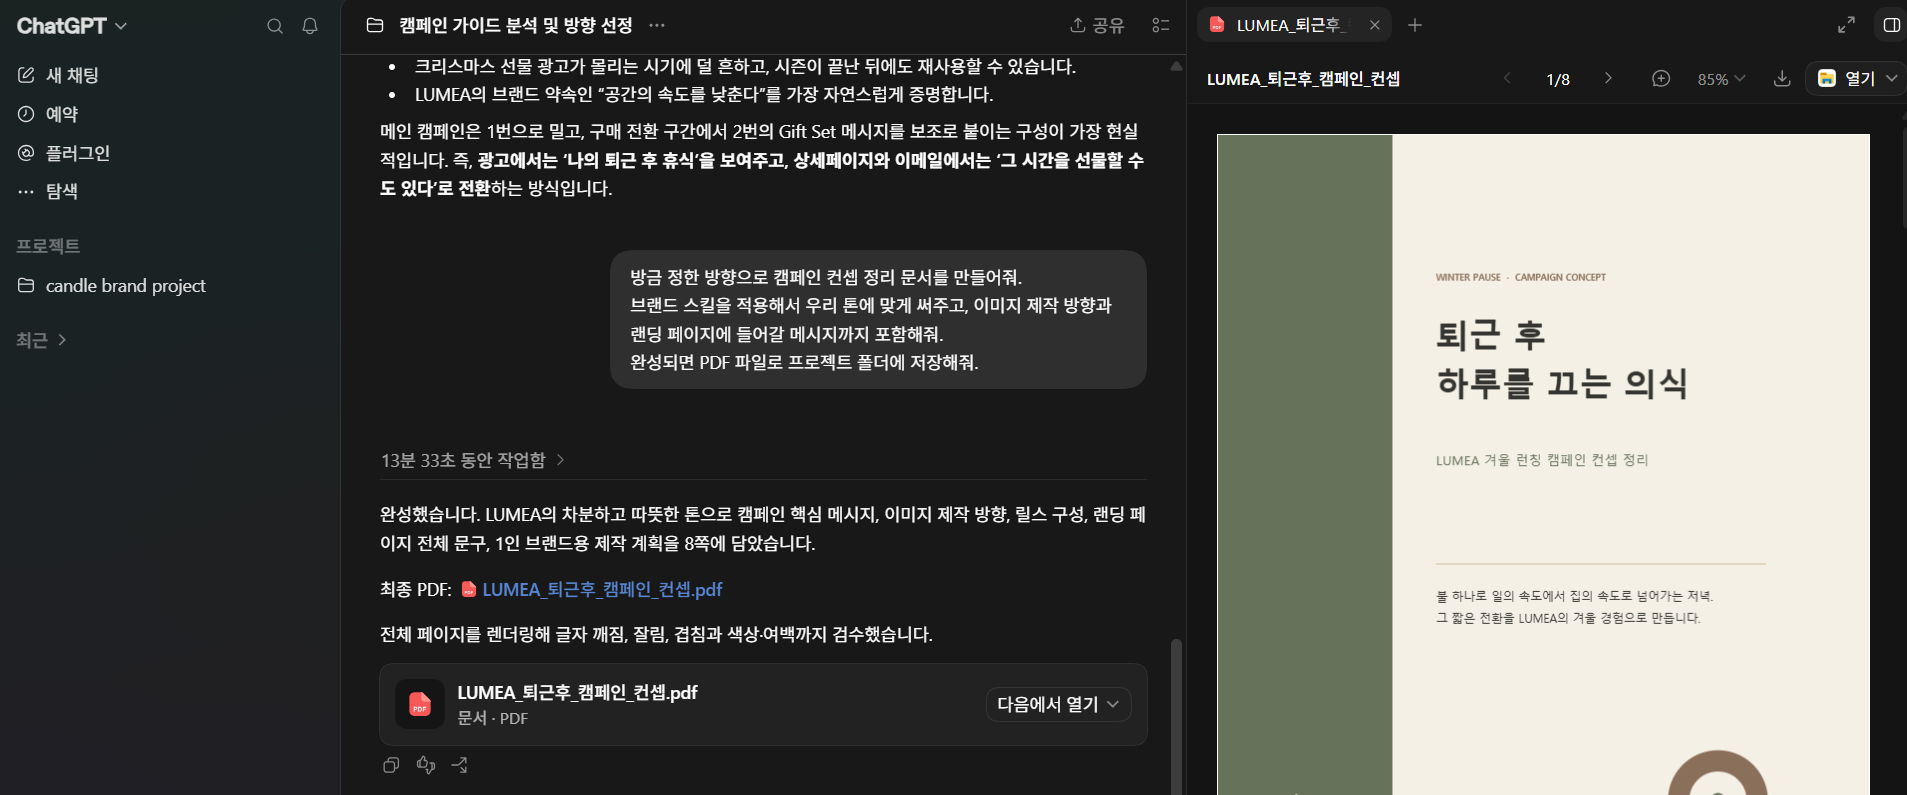 ChatGPT
새 채팅
예약
플러그인
탐색
프로젝트
candle brand project
최근
캠페인 가이드 분석 및 방향 선정
공유
• 크리스마스 선물 광고가 몰리는 시기에 덜 흔하고, 시즌이 끝난 뒤에도 재사용할 수 있습니다.
• LUMEA의 브랜드 약속인 “공간의 속도를 낮춘다”를 가장 자연스럽게 증명합니다.
메인 캠페인은 1번으로 밀고, 구매 전환 구간에서 2번의 Gift Set 메시지를 보조로 붙이는 구성이 가장 현실
적입니다. 즉, 광고에서는 ‘나의 퇴근 후 휴식’을 보여주고, 상세페이지와 이메일에서는 ‘그 시간을 선물할 수
도 있다’로 전환하는 방식입니다.
방금 정한 방향으로 캠페인 컨셉 정리 문서를 만들어줘.
브랜드 스킬을 적용해서 우리 톤에 맞게 써주고, 이미지 제작 방향과
랜딩 페이지에 들어갈 메시지까지 포함해줘.
완성되면 PDF 파일로 프로젝트 폴더에 저장해줘.
13분 33초 동안 작업함
완성했습니다. LUMEA의 차분하고 따뜻한 톤으로 캠페인 핵심 메시지, 이미지 제작 방향, 릴스 구성, 랜딩 페
이지 전체 문구, 1인 브랜드용 제작 계획을 8쪽에 담았습니다.
최종 PDF: LUMEA_퇴근후_캠페인_컨셉.pdf
전체 페이지를 렌더링해 글자 깨짐, 잘림, 겹침과 색상·여백까지 검수했습니다.
PDF
LUMEA_퇴근후_캠페인_컨셉.pdf
문서 · PDF
다음에서 열기
LUMEA_퇴근후_
LUMEA_퇴근후_캠페인_컨셉
1/8
85%
열기
WINTER PAUSE · CAMPAIGN CONCEPT
퇴근 후
하루를 끄는 의식
LUMEA 겨울 런칭 캠페인 컨셉 정리
불 하나로 일의 속도에서 집의 속도로 넘어가는 저녁.
그 짧은 전환을 LUMEA의 겨울 경험으로 만듭니다.